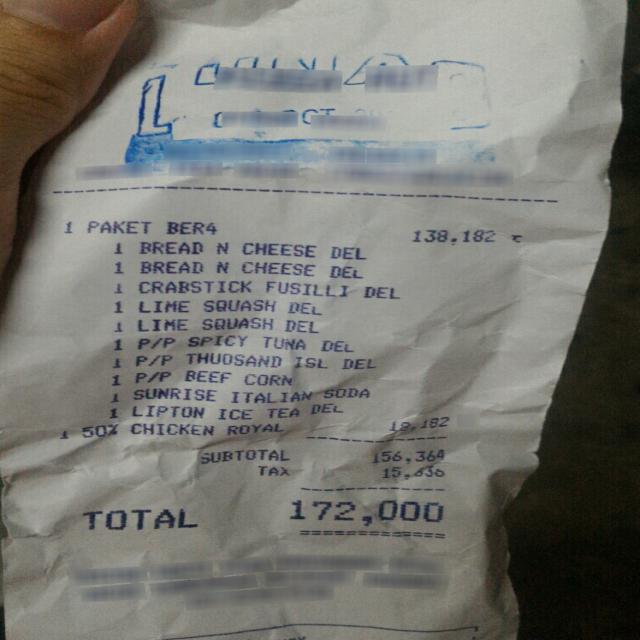 1 PAKET BER4 138,182
1 BREAD N CHEESE DEL
1 BREAD N CHEESE DEL
1 CRABSTICK FUSILLI DEL
1 LIME SQUASH DEL
1 LIME SQUASH DEL
1 P/P SPICY TUNA DEL
1 P/P THUOSAND ISL DEL
1 P/P BEEF CORN
1 SUNRISE ITALIAN SODA
1 LIPTON ICE TEA DEL
1 50% CHICKEN ROYAL 18,182
SUBTOTAL 156,364
TAX 15,636
TOTAL 172,000